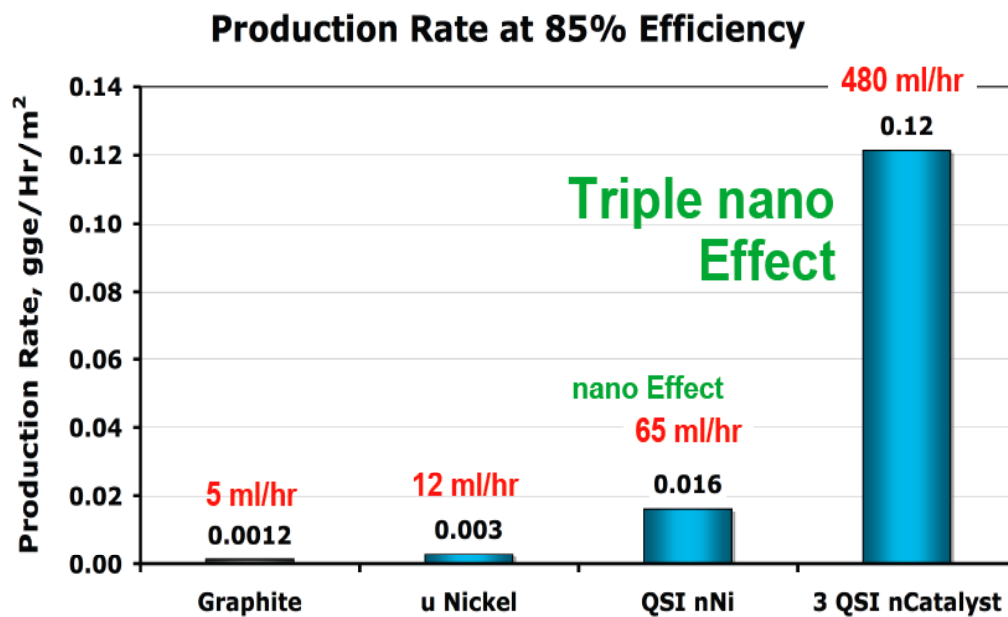 Production Rate at 85% Efficiency
Production Rate, gge/Hr/m²
0.14
0.12
0.10
0.08
0.06
0.04
0.02
0.00
5 ml/hr
0.0012
12 ml/hr
0.003
nano Effect
65 ml/hr
0.016
480 ml/hr
0.12
Triple nano
Effect
Graphite
u Nickel
QSI nNi
3 QSI nCatalyst